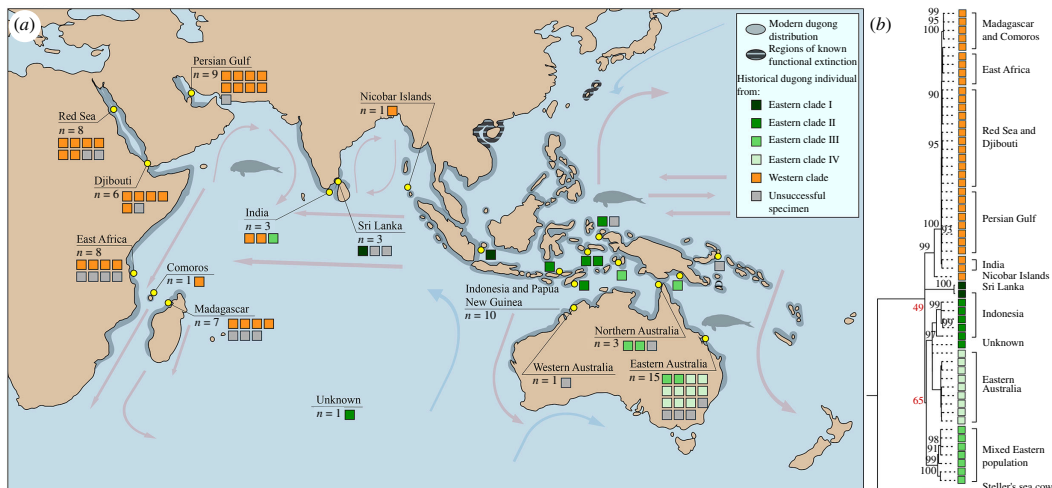 (a)
Persian Gulf
n = 9
Red Sea
n = 8
Djibouti
n = 6
East Africa
n = 8
Comoros
n = 1
Madagascar
n = 7
India
n = 3
Sri Lanka
n = 3
Nicobar Islands
n = 1
Indonesia and Papua
New Guinea
n = 10
Northern Australia
n = 3
Western Australia
n = 1
Eastern Australia
n = 15
Unknown
n = 1
Modern dugong
distribution
Regions of known
functional extinction
Historical dugong individual
from:
Eastern clade I
Eastern clade II
Eastern clade III
Eastern clade IV
Western clade
Unsuccessful
specimen
(b)
99
95
100
Madagascar
and Comoros
East Africa
90
95
Red Sea and
Djibouti
100
93
99
Persian Gulf
India
Nicobar Islands
100
Sri Lanka
49
99
97
Indonesia
Unknown
65
Eastern
Australia
98
91
99
100
Mixed Eastern
population
Steller's sea cow